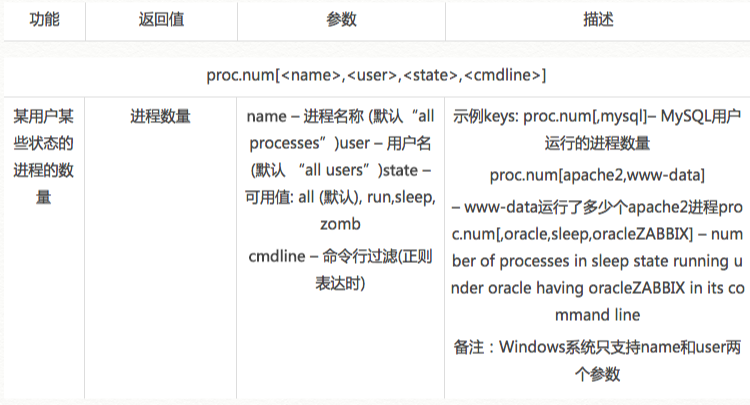 功能
返回值
参数
描述
proc.num[<name>,<user>,<state>,<cmdline>]
某用户某
些状态的
进程的数
量
进程数量
name – 进程名称 (默认“all
processes”)user – 用户名
(默认 “all users”)state –
可用值: all (默认), run,sleep,
zomb
cmdline – 命令行过滤(正则
表达时)
示例keys: proc.num[,mysql]– MySQL用户
运行的进程数量
proc.num[apache2,www-data]
– www-data运行了多少个apache2进程pro
c.num[,oracle,sleep,oracleZABBIX] – num
ber of processes in sleep state running u
nder oracle having oracleZABBIX in its co
mmand line
备注：Windows系统只支持name和user两
个参数